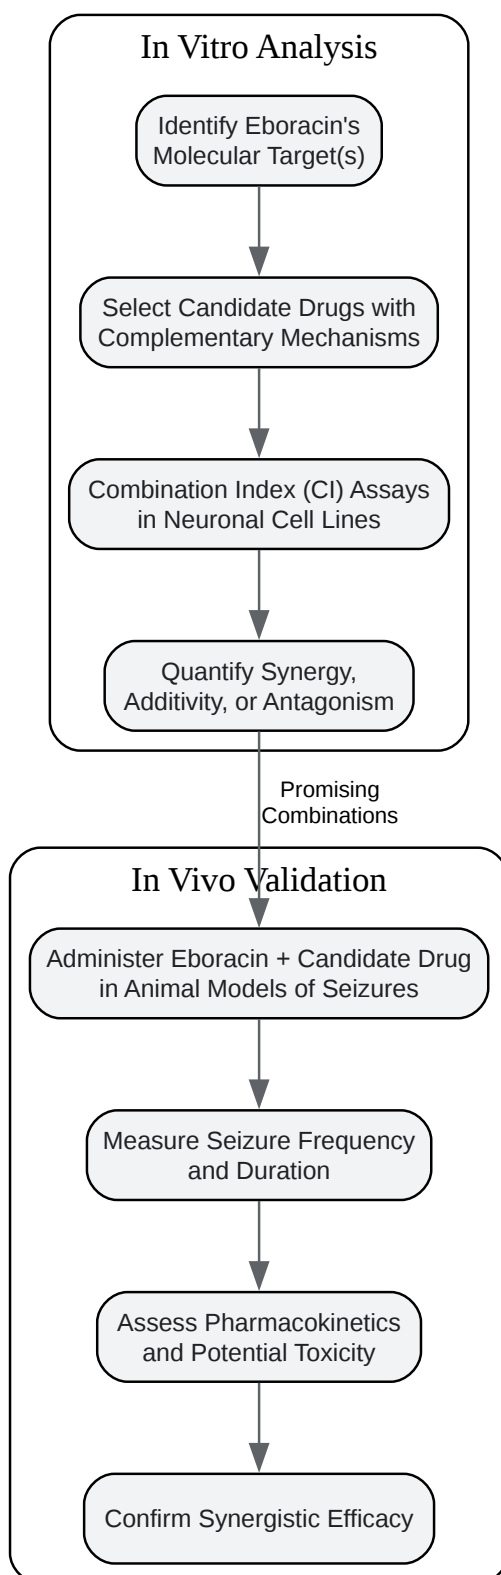 In Vitro Analysis
Identify Eboracin's
Molecular Target(s)
Select Candidate Drugs with
Complementary Mechanisms
Combination Index (CI) Assays
in Neuronal Cell Lines
Quantify Synergy,
Additivity, or Antagonism
Promising
Combinations
In Vivo Validation
Administer Eboracin + Candidate Drug
in Animal Models of Seizures
Measure Seizure Frequency
and Duration
Assess Pharmacokinetics
and Potential Toxicity
Confirm Synergistic Efficacy